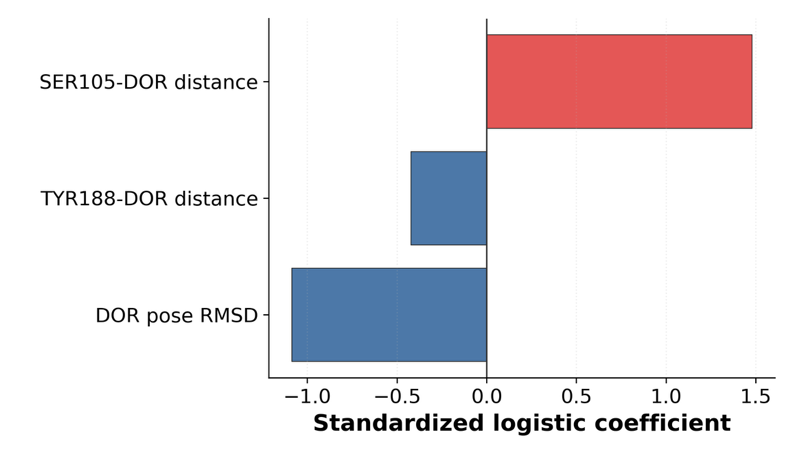 SER105-DOR distance
TYR188-DOR distance
DOR pose RMSD
−1.0 −0.5 0.0 0.5 1.0 1.5
Standardized logistic coefficient